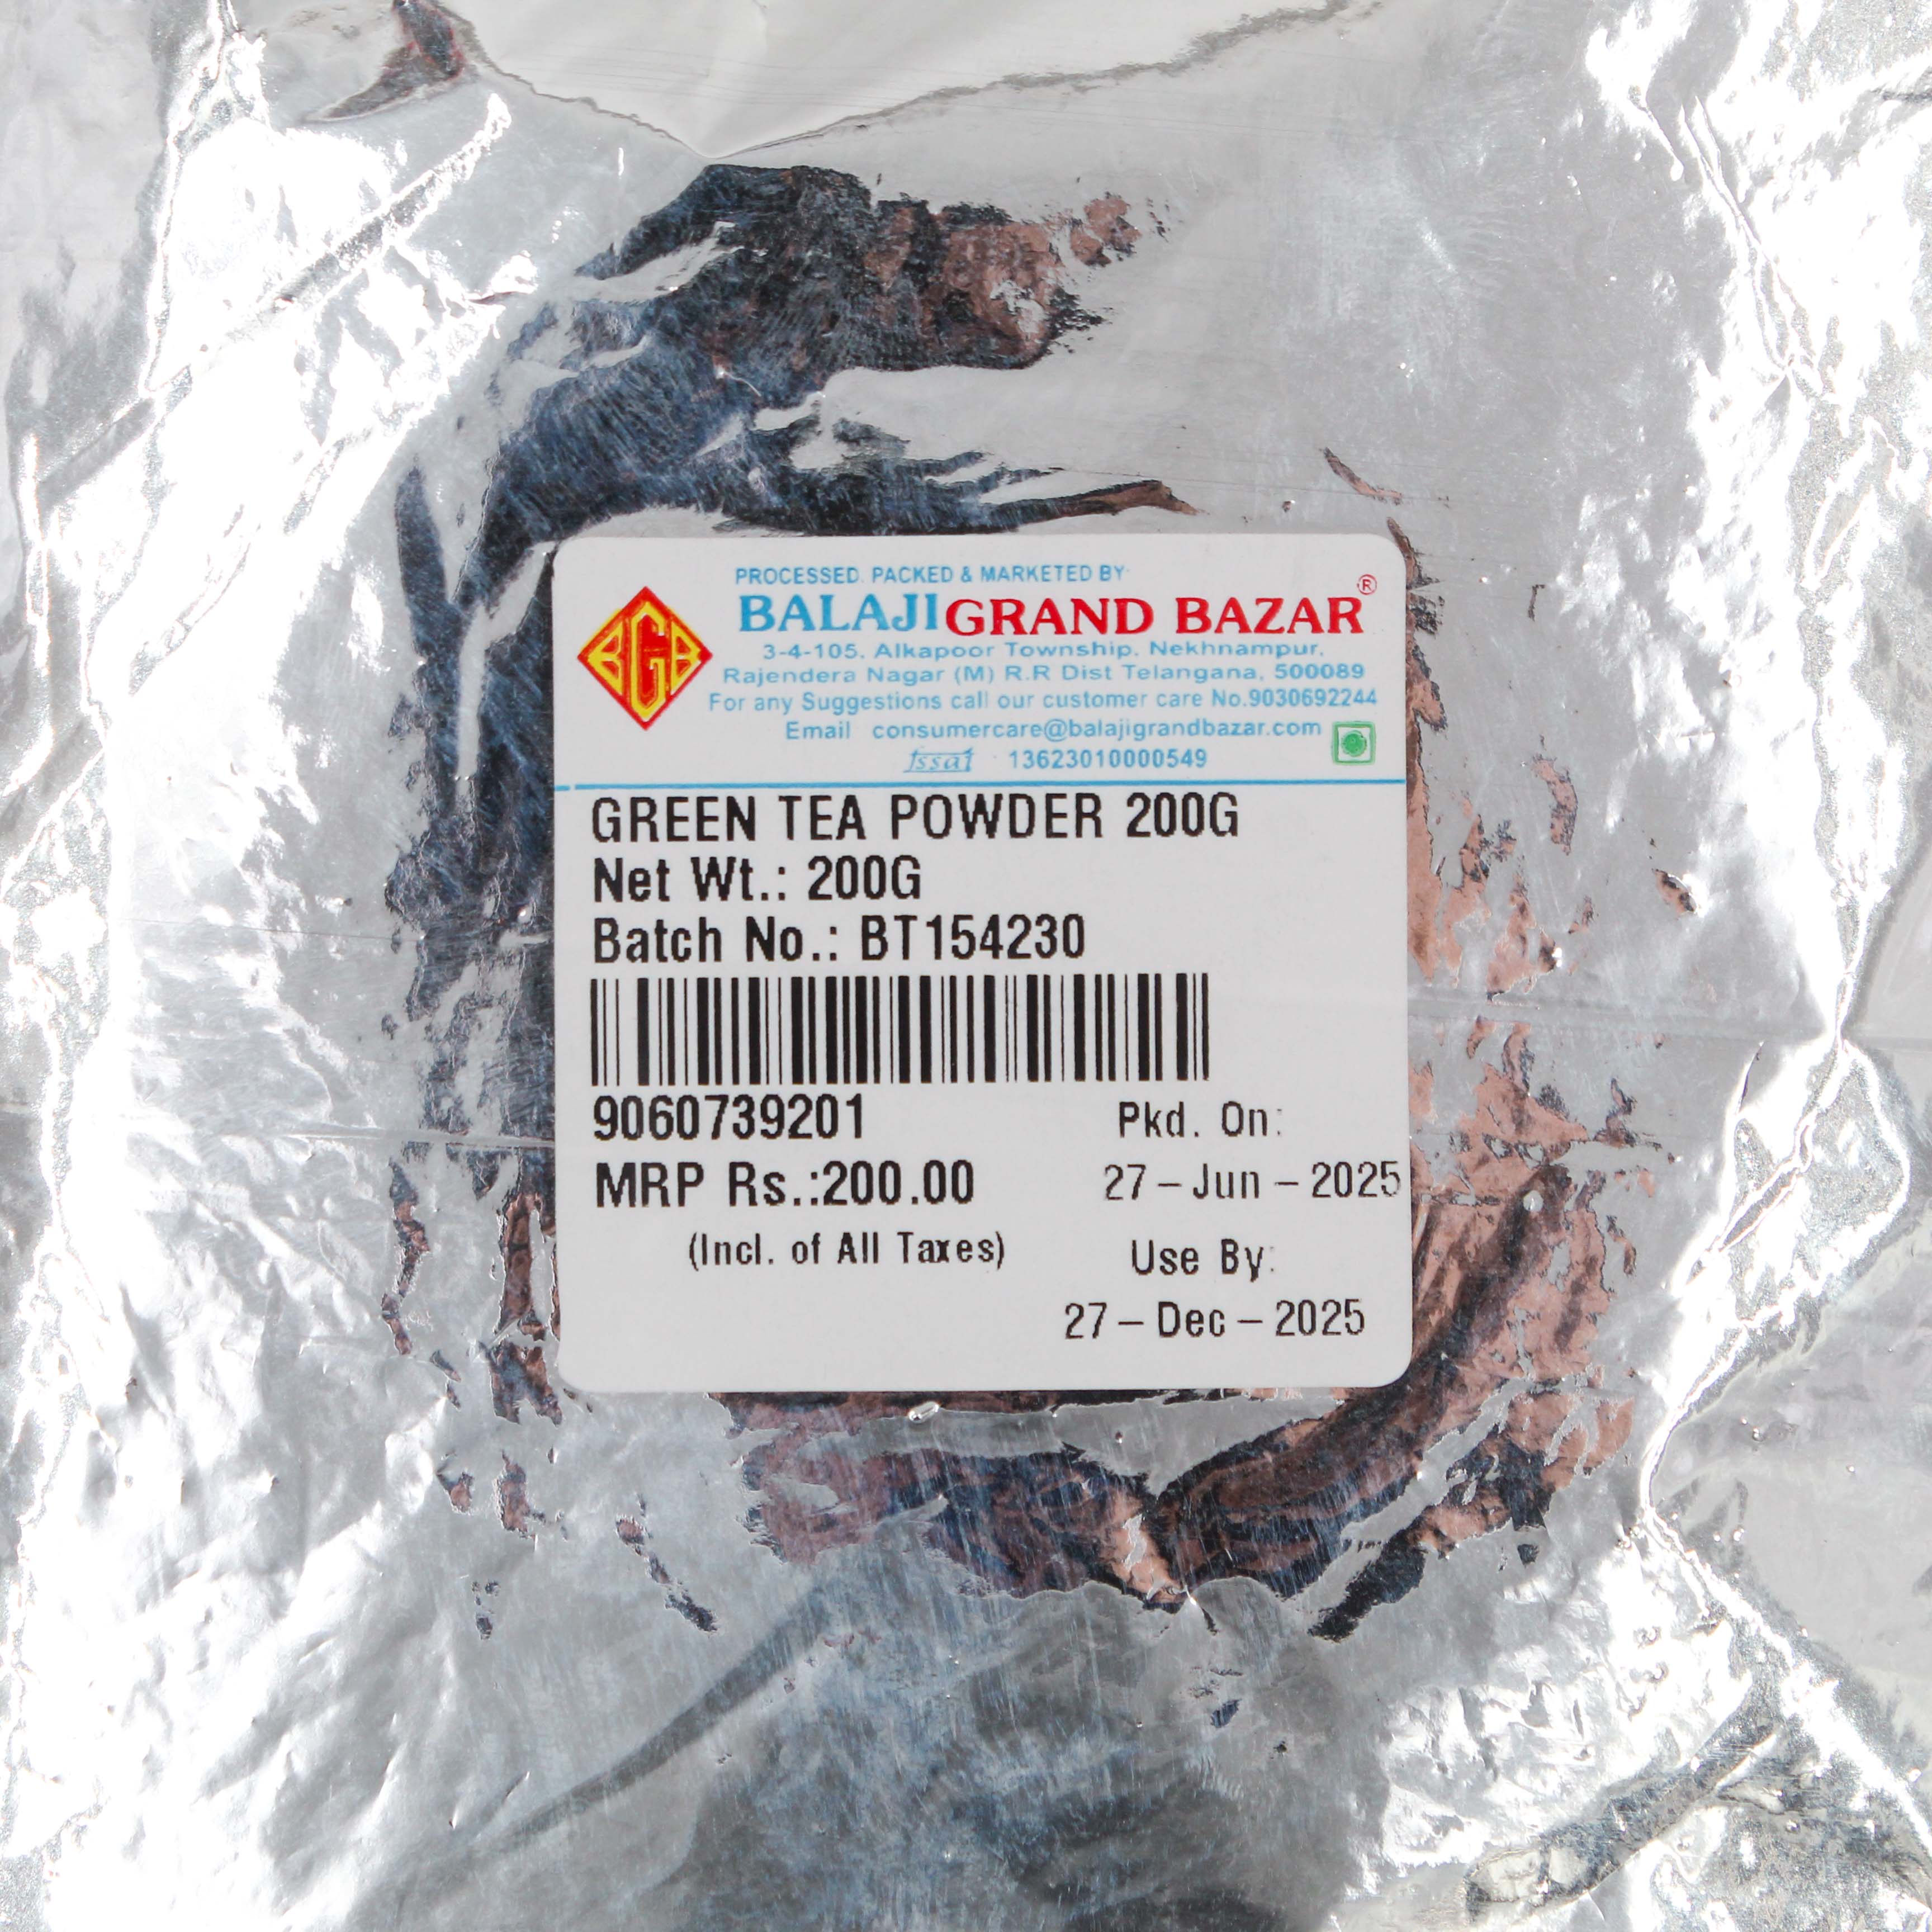 PROCESSED. PACKED & MARKETED BY:
BGB
BALAJI GRAND BAZAR®
3-4-105, Alkapoor Township, Nekhnampur,
Rajendera Nagar (M) R.R Dist Telangana, 500089
For any Suggestions call our customer care No.9030692244
Email consumercare@balajigrandbazar.com
fssai 13623010000549
GREEN TEA POWDER 200G
Net Wt.: 200G
Batch No.: BT154230
9060739201
Pkd. On:
MRP Rs.:200.00
27-Jun-2025
(Incl. of All Taxes)
Use By:
27-Dec-2025